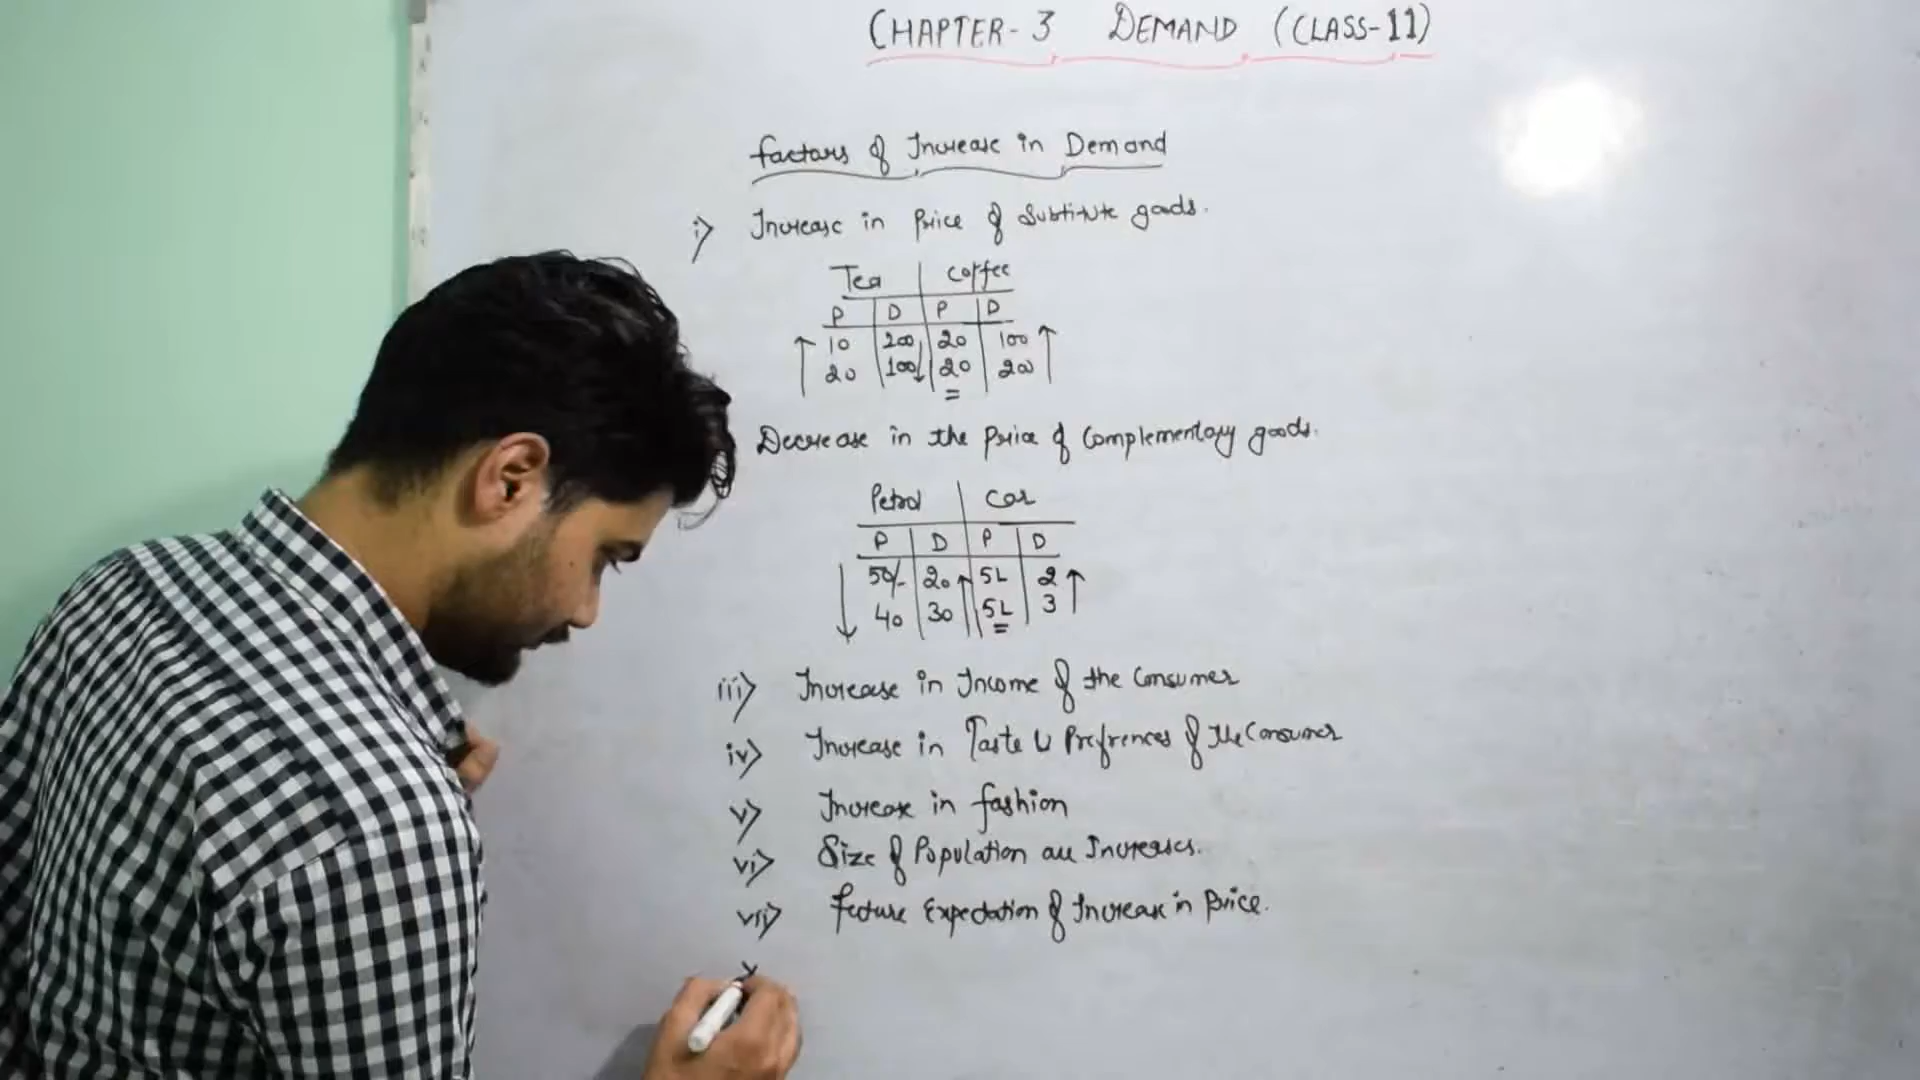 CHAPTER-3 DEMAND (CLASS-11)
factors of Increase in Demand
i) Increase in Price of Subtitute goods.
Tea Coffee
P D P D
10 200 20 100
20 100 20 200
=
Decrease in the Price of Complementary goods.
Petrol Car
P D P D
50/- 20 5L 2
40 30 5L 3
=
iii) Increase in Income of the Consumer
iv) Increase in Taste & Prefrences of the Consumer
v) Increase in fashion
vi) Size of Population are Increases.
vii) fecture Expectation of Increase in Price.